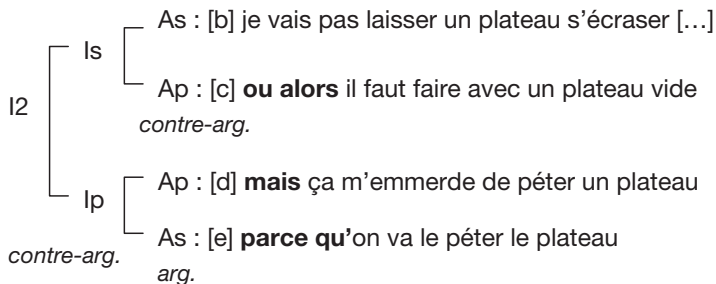 As : [b] je vais pas laisser un plateau s’écraser […]
Is
Ap : [c] ou alors il faut faire avec un plateau vide
contre-arg.
I2
Ap : [d] mais ça m’emmerde de péter un plateau
Ip
As : [e] parce qu’on va le péter le plateau
contre-arg.
arg.